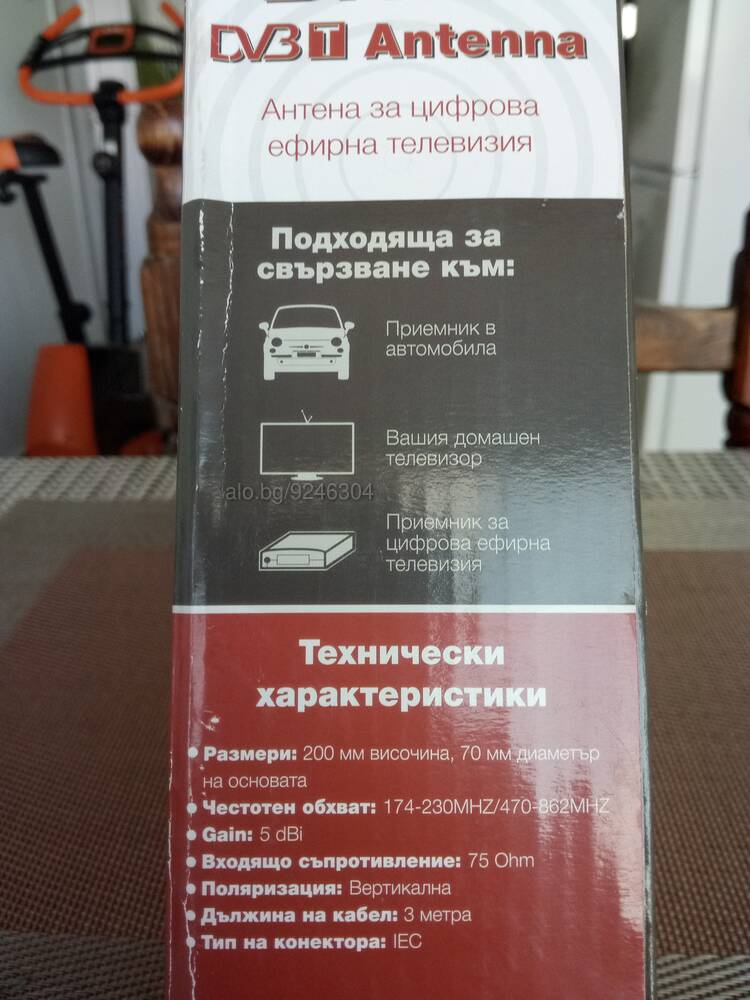 DVB T Antenna
Антена за цифрова
ефирна телевизия
Подходяща за
свързване към:
Приемник в
автомобила
Вашия домашен
телевизор
alo.bg/9246304
Приемник за
цифрова ефирна
телевизия
Технически
характеристики
• Размери: 200 мм височина, 70 мм диаметър
на основата
• Честотен обхват: 174-230MHZ/470-862MHZ
• Gain: 5 dBi
• Входящо съпротивление: 75 Ohm
• Поляризация: Вертикална
• Дължина на кабел: 3 метра
• Тип на конектора: IEC